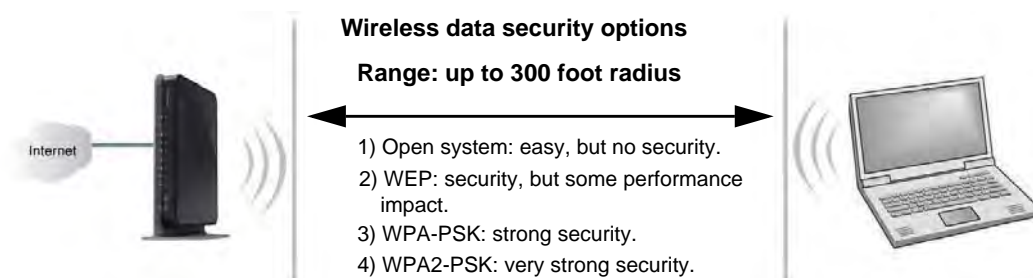 Wireless data security options
Range: up to 300 foot radius
Internet
1) Open system: easy, but no security.
2) WEP: security, but some performance
impact.
3) WPA-PSK: strong security.
4) WPA2-PSK: very strong security.